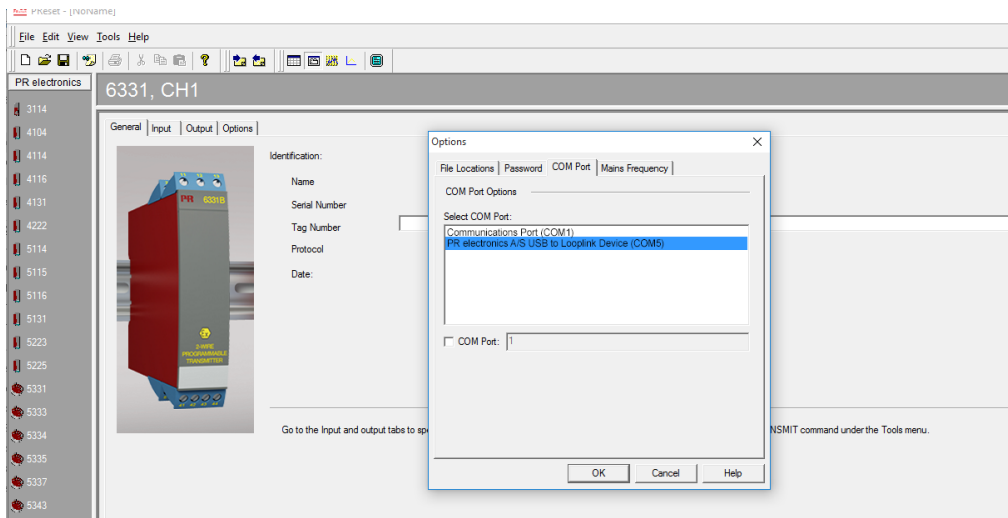 PReset - [NoName]
File Edit View Tools Help
PR electronics
6331, CH1
3114
4104
4114
4116
4131
4222
5114
5115
5116
5131
5223
5225
5331
5333
5334
5335
5337
5343
General Input Output Options
PR 6331B
2-WIRE
PROGRAMMABLE
TRANSMITTER
Identification:
Name
Serial Number
Tag Number
Protocol
Date:
Go to the Input and output tabs to sp
NSMIT command under the Tools menu.
Options
File Locations Password COM Port Mains Frequency
COM Port Options
Select COM Port:
Communications Port (COM1)
PR electronics A/S USB to Looplink Device (COM5)
COM Port: 1
OK Cancel Help